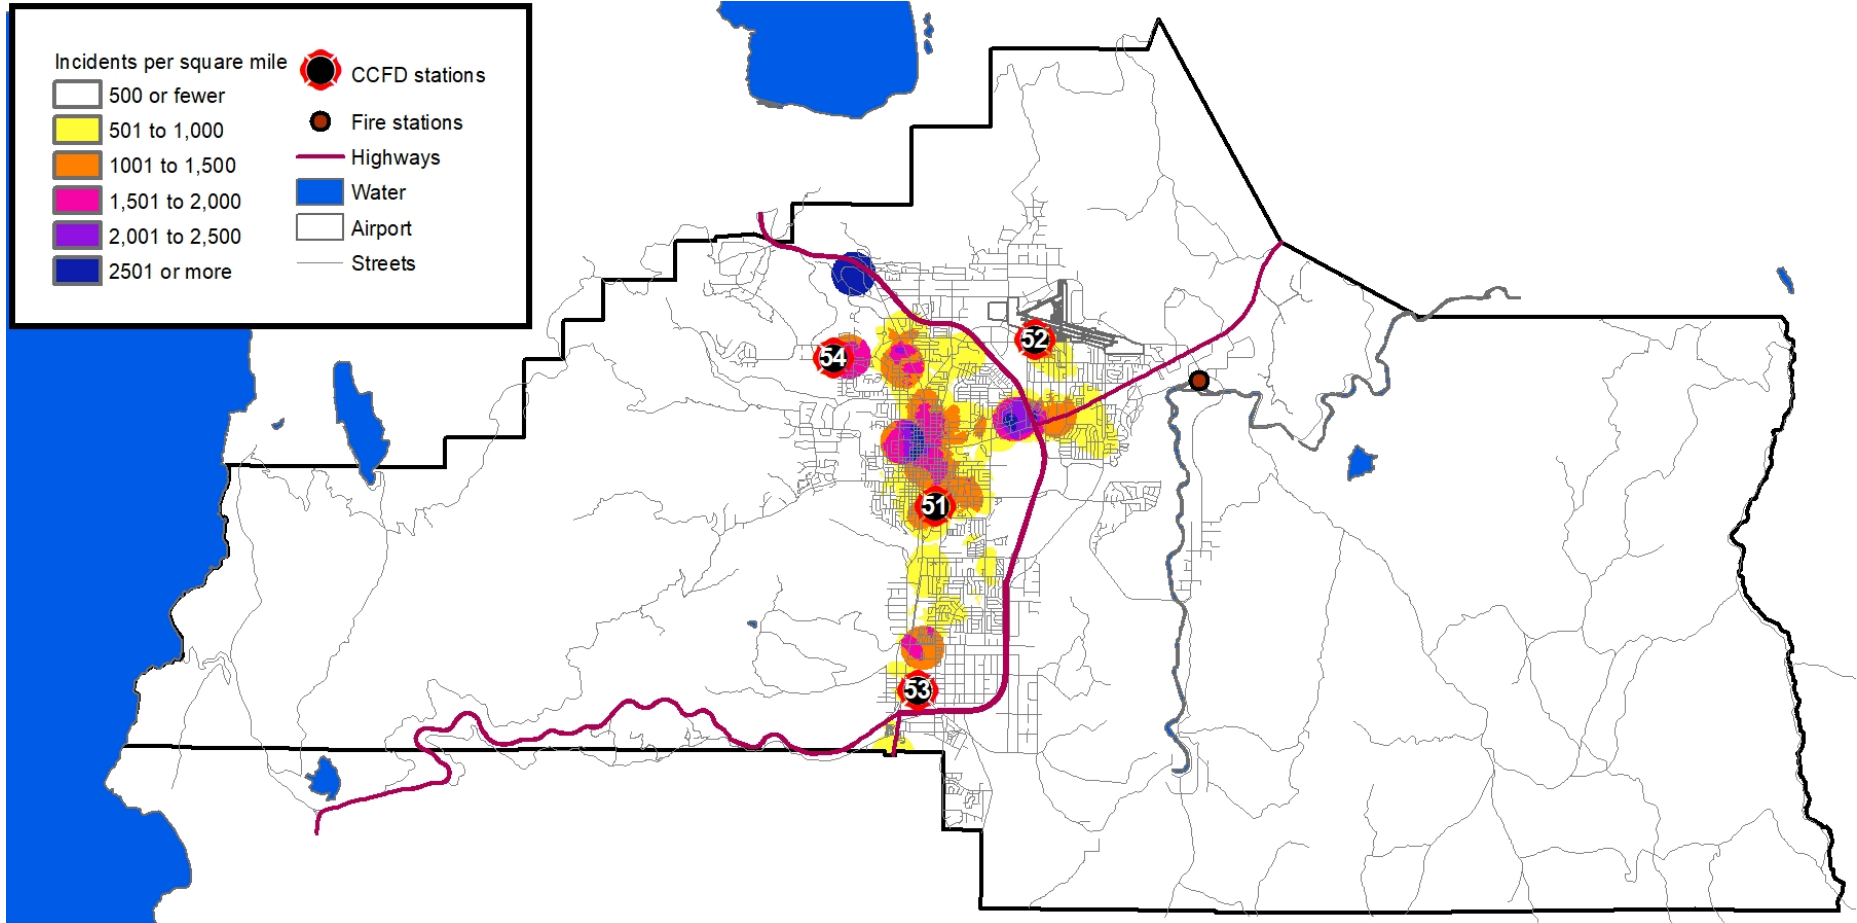 Incidents per square mile
500 or fewer
501 to 1,000
1001 to 1,500
1,501 to 2,000
2,001 to 2,500
2501 or more
CCFD stations
Fire stations
Highways
Water
Airport
Streets
52
54
51
53